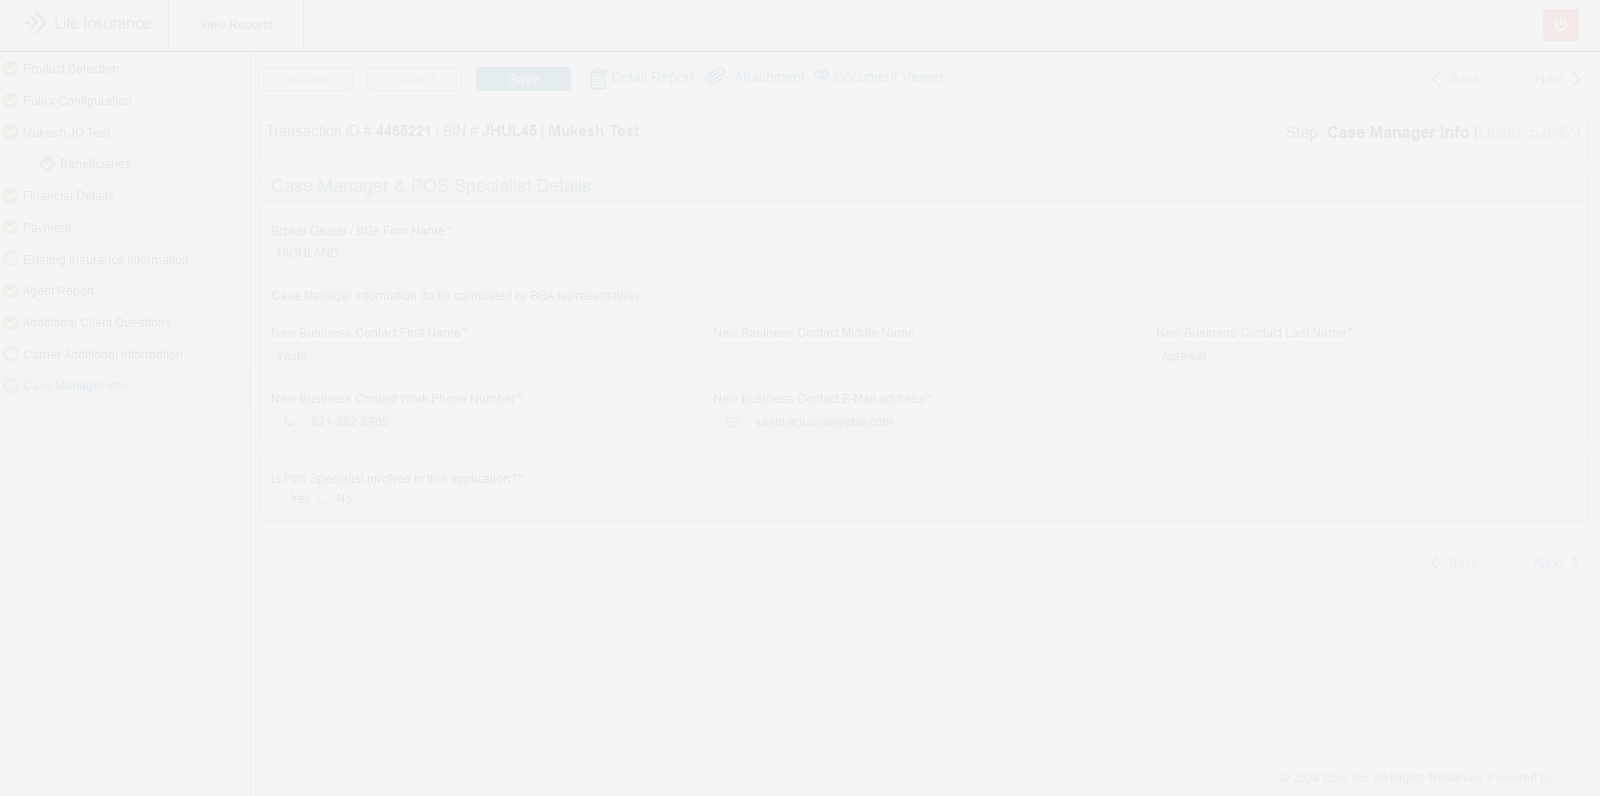 Life Insurance
View Reports
Product Selection
Policy Configuration
Mukesh JO Test
Beneficiaries
Financial Details
Payment
Existing Insurance Information
Agent Report
Additional Client Questions
Carrier Additional Information
Case Manager Info
Validate Submit Save Detail Report Attachment Document Viewer Back Next
Transaction ID # 4465221 | BIN # JHUL45 | Mukesh Test
Step: Case Manager Info | LinkId: 528421
Case Manager & POS Specialist Details
Broker Dealer / BGA Firm Name*
HIGHLAND
Case Manager Information (to be completed by BGA representative)
New Business Contact First Name* New Business Contact Middle Name New Business Contact Last Name*
Yashi Agrawal
New Business Contact Work Phone Number* New Business Contact E-Mail address*
821-882-8905 yashi.agrawal@ebix.com
Is PoS Specialist Involved in this application?*
Yes No
Back Next
© 2024 Ebix, Inc. All Rights Reserved. Powered by